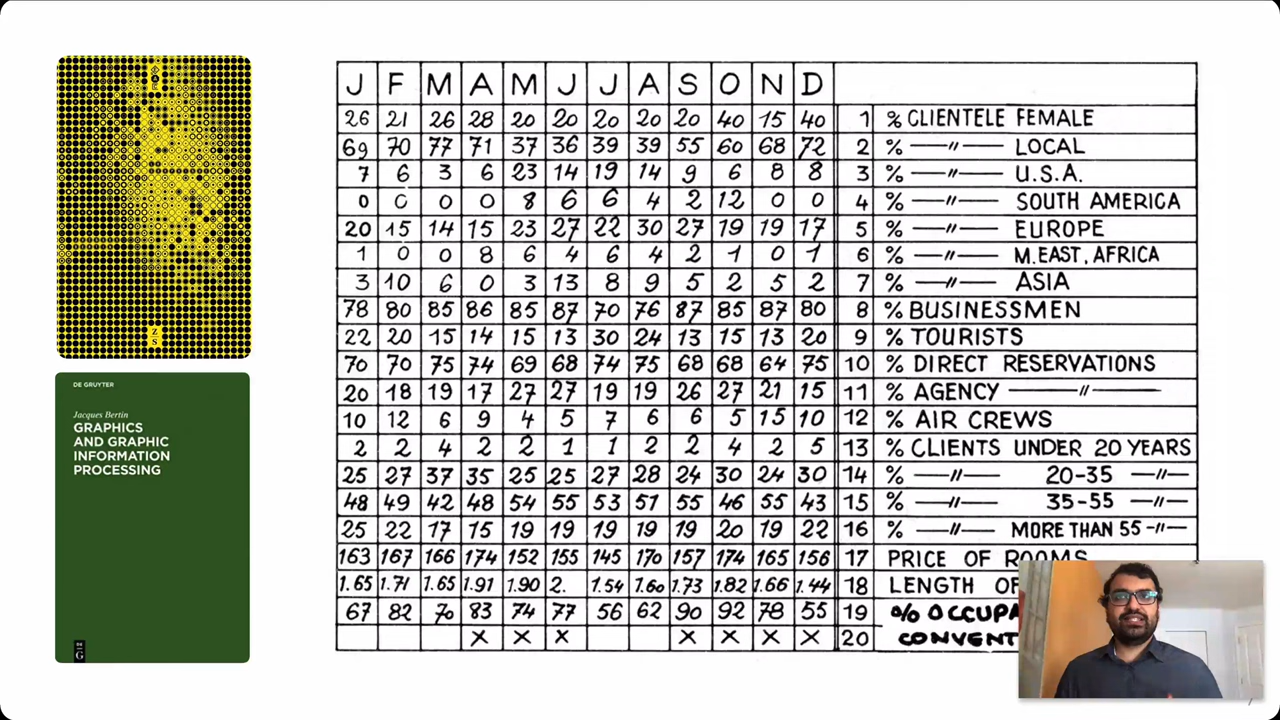 DE GRUYTER
Jacques Bertin
GRAPHICS
AND GRAPHIC
INFORMATION
PROCESSING
G
Z
S
J F M A M J J A S O N D
26 21 26 28 20 20 20 20 20 40 15 40 1 % CLIENTELE FEMALE
69 70 77 71 37 36 39 39 55 60 68 72 2 % —〃— LOCAL
7 6 3 6 23 14 19 14 9 6 8 8 3 % —〃— U.S.A.
0 0 0 0 8 6 6 4 2 12 0 0 4 % —〃— SOUTH AMERICA
20 15 14 15 23 27 22 30 27 19 19 17 5 % —〃— EUROPE
1 0 0 8 6 4 6 4 2 1 0 1 6 % —〃— M.EAST, AFRICA
3 10 6 0 3 13 8 9 5 2 5 2 7 % —〃— ASIA
78 80 85 86 85 87 70 76 87 85 87 80 8 % BUSINESSMEN
22 20 15 14 15 13 30 24 13 15 13 20 9 % TOURISTS
70 70 75 74 69 68 74 75 68 68 64 75 10 % DIRECT RESERVATIONS
20 18 19 17 27 27 19 19 26 27 21 15 11 % AGENCY —〃—
10 12 6 9 4 5 7 6 6 5 15 10 12 % AIR CREWS
2 2 4 2 2 1 1 2 2 4 2 5 13 % CLIENTS UNDER 20 YEARS
25 27 37 35 25 25 27 28 24 30 24 30 14 % —〃— 20-35 —〃—
48 49 42 48 54 55 53 51 55 46 55 43 15 % —〃— 35-55 —〃—
25 22 17 15 19 19 19 19 19 20 19 22 16 % —〃— MORE THAN 55 -〃—
163 167 166 174 152 155 145 170 157 174 165 156 17 PRICE OF ROOMS
1.65 1.71 1.65 1.91 1.90 2. 1.54 1.60 1.73 1.82 1.66 1.44 18 LENGTH OF
67 82 70 83 74 77 56 62 90 92 78 55 19 % OCCUPA
x x x x x x x 20 CONVENT